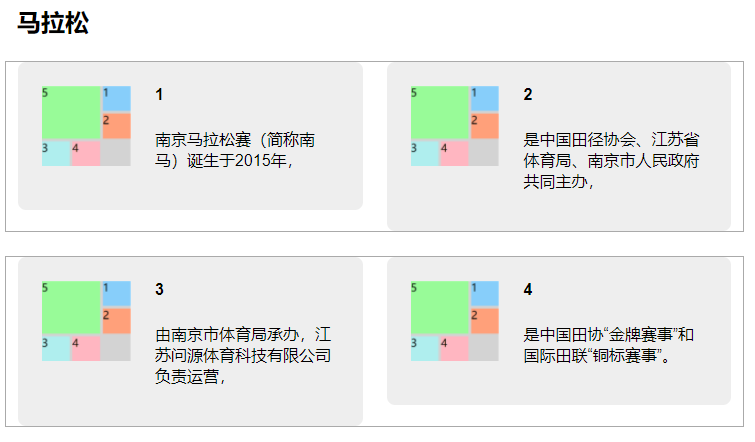 马拉松
5 1
2
3 4
1
南京马拉松赛（简称南
马）诞生于2015年，
5 1
2
3 4
2
是中国田径协会、江苏省
体育局、南京市人民政府
共同主办，
5 1
2
3 4
3
由南京市体育局承办，江
苏问源体育科技有限公司
负责运营，
5 1
2
3 4
4
是中国田协“金牌赛事”和
国际田联“铜标赛事”。